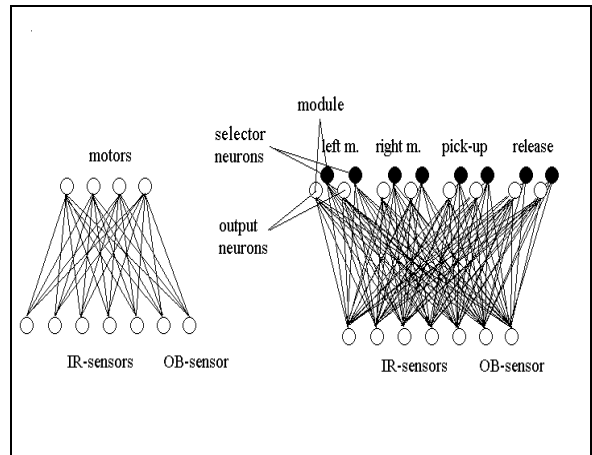 module
selector
neurons
left m. right m. pick-up release
motors
output
neurons
IR-sensors OB-sensor
IR-sensors OB-sensor